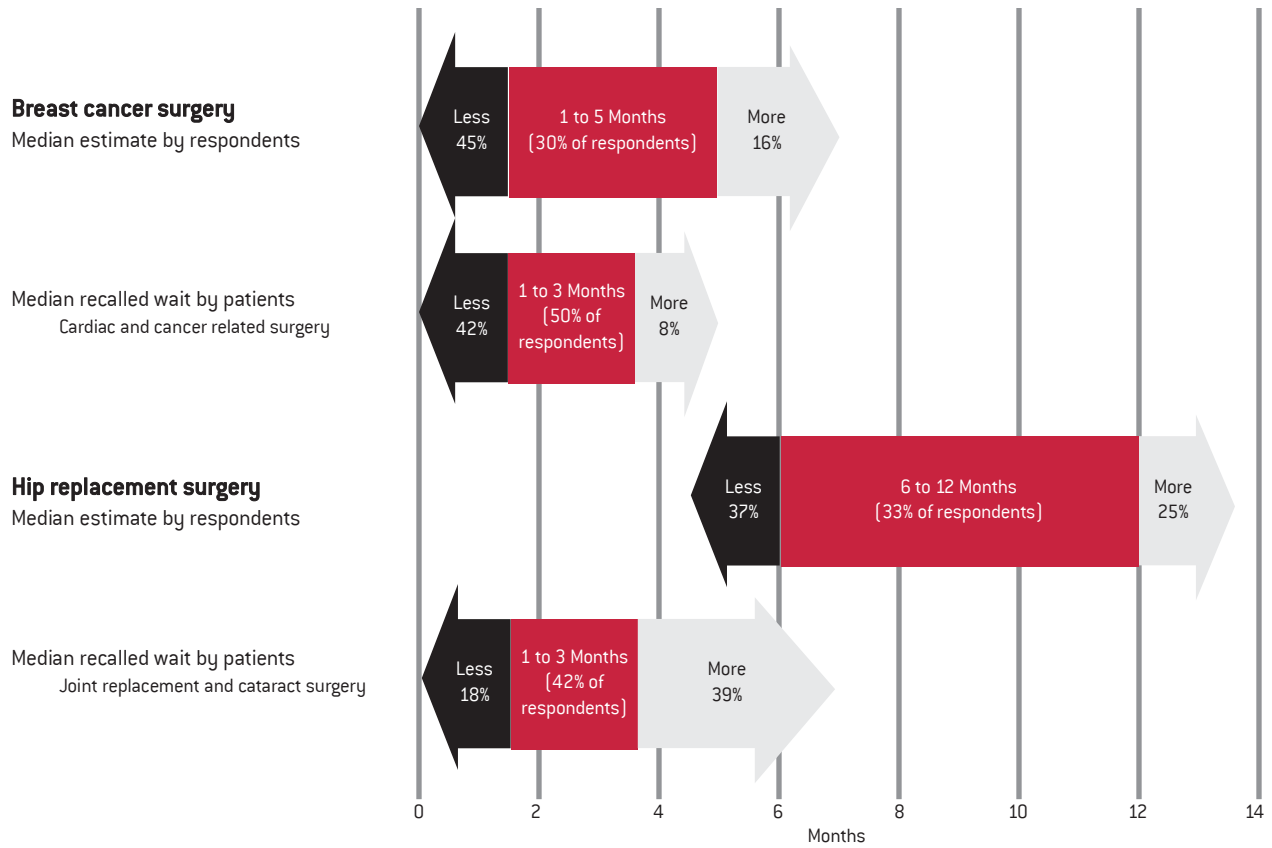 Breast cancer surgery
Median estimate by respondents
Less
45%
1 to 5 Months
(30% of respondents)
More
16%
Median recalled wait by patients
Cardiac and cancer related surgery
Less
42%
1 to 3 Months
(50% of
respondents)
More
8%
Hip replacement surgery
Median estimate by respondents
Less
37%
6 to 12 Months
(33% of respondents)
More
25%
Median recalled wait by patients
Joint replacement and cataract surgery
Less
18%
1 to 3 Months
(42% of
respondents)
More
39%
0 2 4 6 8 10 12 14
Months